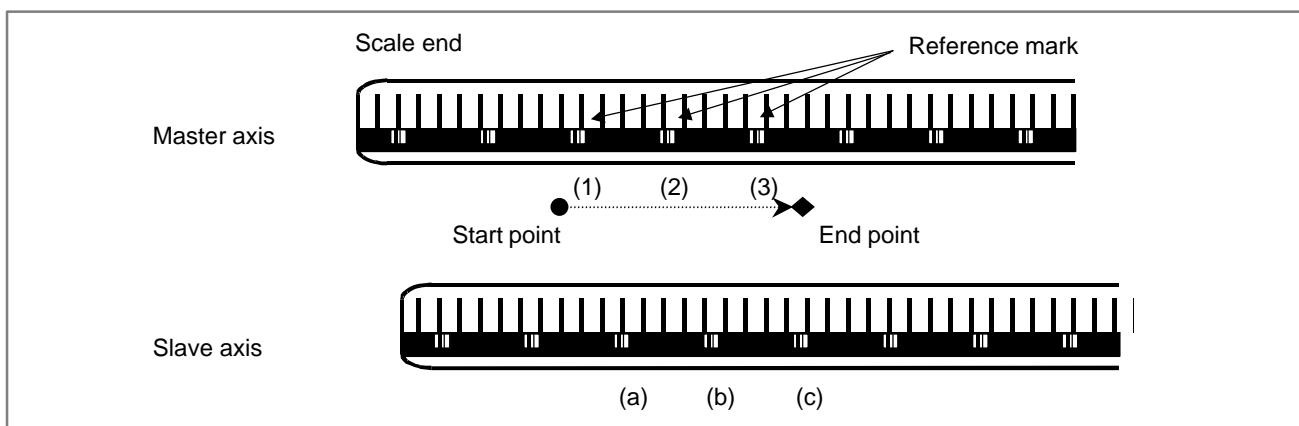 Scale end
Reference mark
Master axis
(1) (2) (3)
Start point
End point
Slave axis
(a) (b) (c)